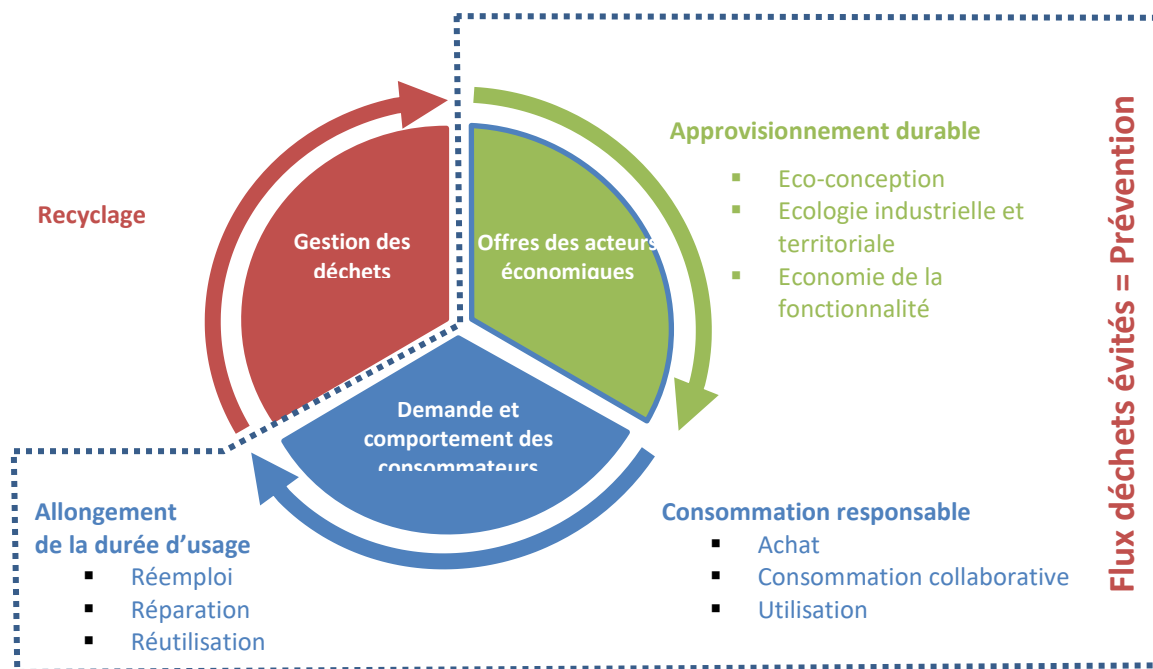 Approvisionnement durable
▪ Eco-conception
▪ Ecologie industrielle et
territoriale
▪ Economie de la
fonctionnalité
Recyclage
Gestion des
déchets
Offres des acteurs
économiques
Demande et
comportement des
consommateurs
Allongement
de la durée d’usage
▪ Réemploi
▪ Réparation
▪ Réutilisation
Consommation responsable
▪ Achat
▪ Consommation collaborative
▪ Utilisation
Flux déchets évités = Prévention